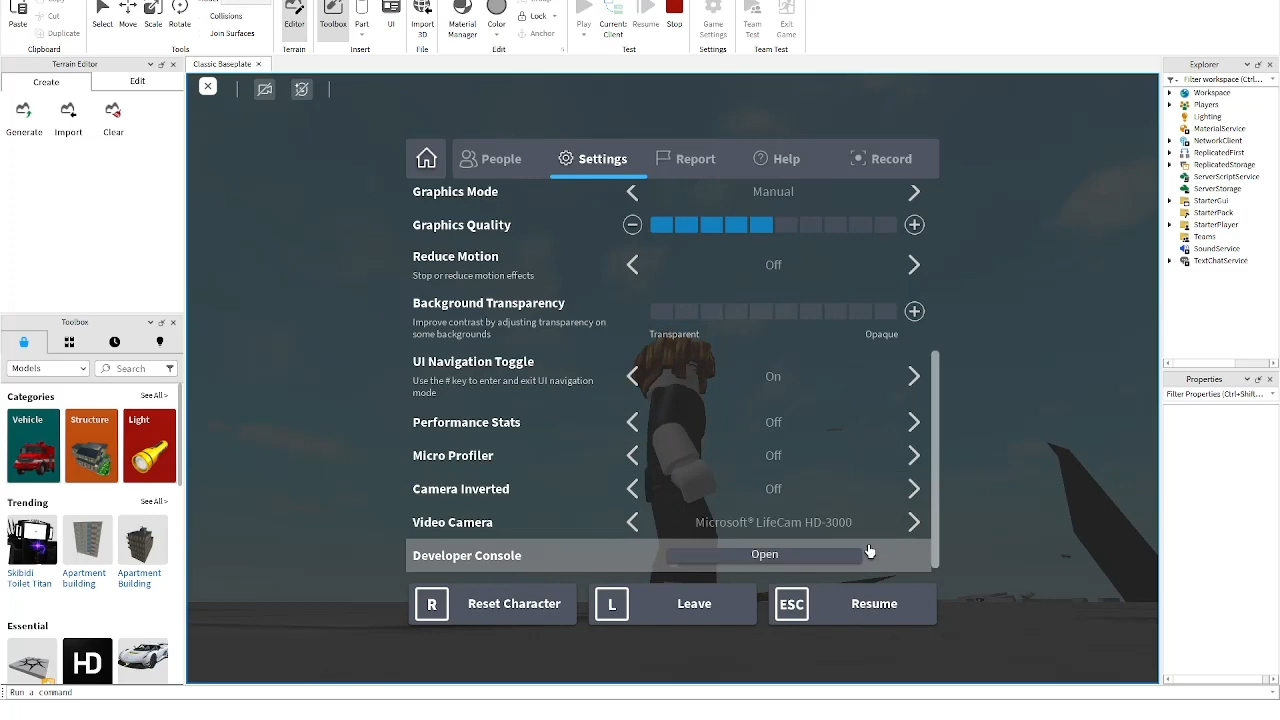 Paste
Cut
Duplicate
Clipboard
Select
Move
Scale
Rotate
Collisions
Join Surfaces
Tools
Editor
Terrain
Toolbox
Part
UI
Insert
Import
3D
File
Material
Manager
Color
Lock
Anchor
Edit
Play
Current:
Client
Resume
Stop
Test
Game
Settings
Settings
Team
Test
Exit
Game
Team Test
Terrain Editor
Create
Edit
Generate
Import
Clear
Classic Baseplate
People
Settings
Report
Help
Record
Graphics Mode
Manual
Graphics Quality
Reduce Motion
Stop or reduce motion effects
Off
Background Transparency
Improve contrast by adjusting transparency on
some backgrounds
Transparent
Opaque
UI Navigation Toggle
Use the # key to enter and exit UI navigation
mode
On
Performance Stats
Off
Micro Profiler
Off
Camera Inverted
Off
Video Camera
Microsoft® LifeCam HD-3000
Developer Console
Open
R
Reset Character
L
Leave
ESC
Resume
Toolbox
Models
Search
Categories
See All >
Vehicle
Structure
Light
Trending
See All >
Skibidi
Toilet Titan
Apartment
building
Apartment
Building
Essential
HD
Run a command
Explorer
Filter workspace (Ctrl...
Workspace
Players
Lighting
MaterialService
NetworkClient
ReplicatedFirst
ReplicatedStorage
ServerScriptService
ServerStorage
StarterGui
StarterPack
StarterPlayer
Teams
SoundService
TextChatService
Properties
Filter Properties (Ctrl+Shift...